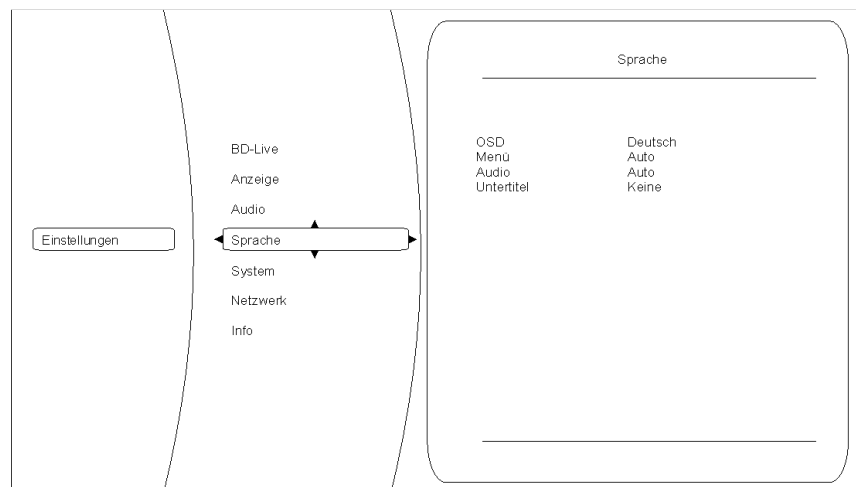 Einstellungen
BD-Live
Anzeige
Audio
Sprache
System
Netzwerk
Info
Sprache
OSD Deutsch
Menü Auto
Audio Auto
Untertitel Keine